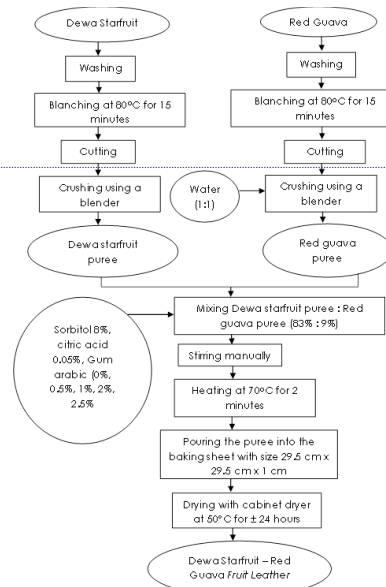 Dewa Starfruit
Red Guava
Washing
Washing
Blanching at 80°C for 15
minutes
Blanching at 80°C for 15
minutes
Cutting
Cutting
Crushing using a
blender
Water
(1:1)
Crushing using a
blender
Dewa starfruit
puree
Red guava
puree
Sorbitol 8%,
citric acid
0.05%, Gum
arabic (0%,
0.5%, 1%, 2%,
2.5%
Mixing Dewa starfruit puree : Red
guava puree (83% : 9%)
Stirring manually
Heating at 70°C for 2
minutes
Pouring the puree into the
baking sheet with size 29.5 cm x
29.5 cm x 1 cm
Drying with cabinet dryer
at 50°C for ± 24 hours
Dewa Starfruit – Red
Guava Fruit Leather